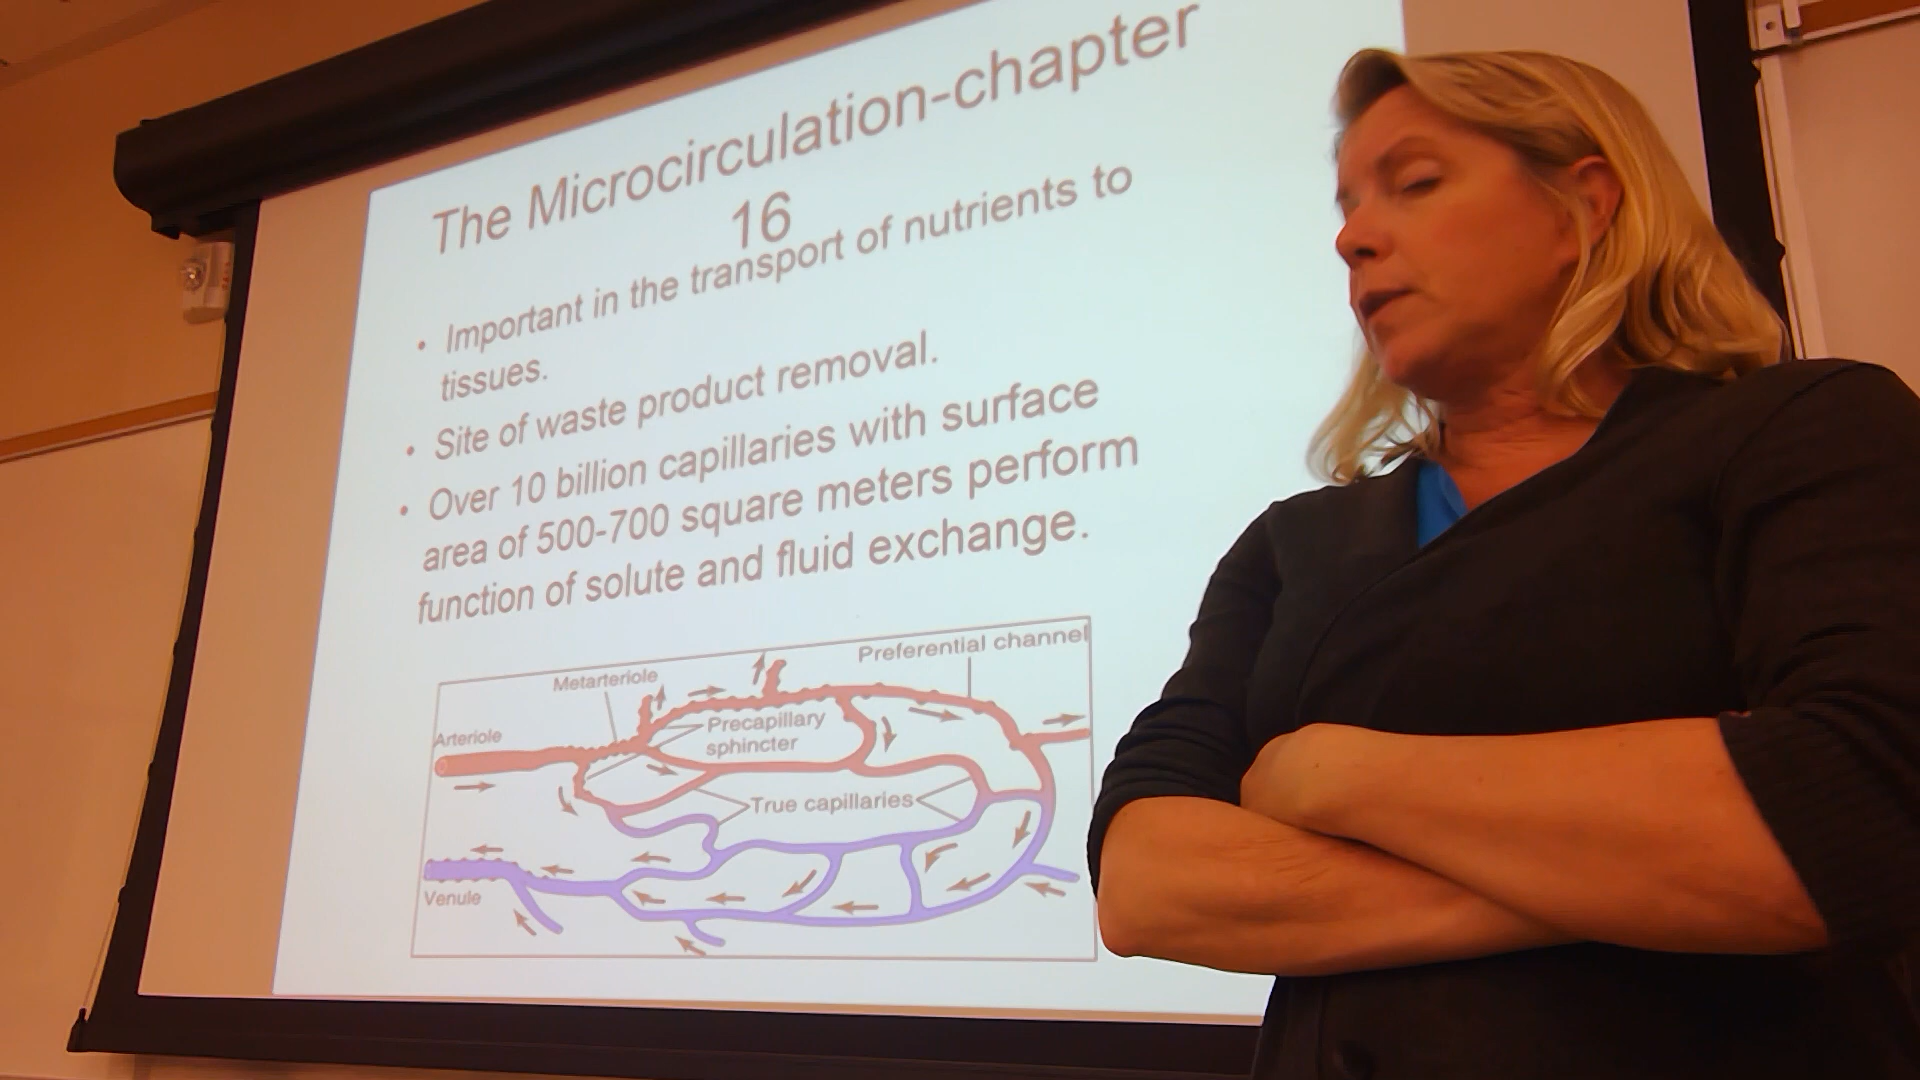 The Microcirculation-chapter
16
• Important in the transport of nutrients to
tissues.
• Site of waste product removal.
• Over 10 billion capillaries with surface
area of 500-700 square meters perform
function of solute and fluid exchange.
Preferential channel
Metarteriole
Precapillary
sphincter
Arteriole
True capillaries
Venule